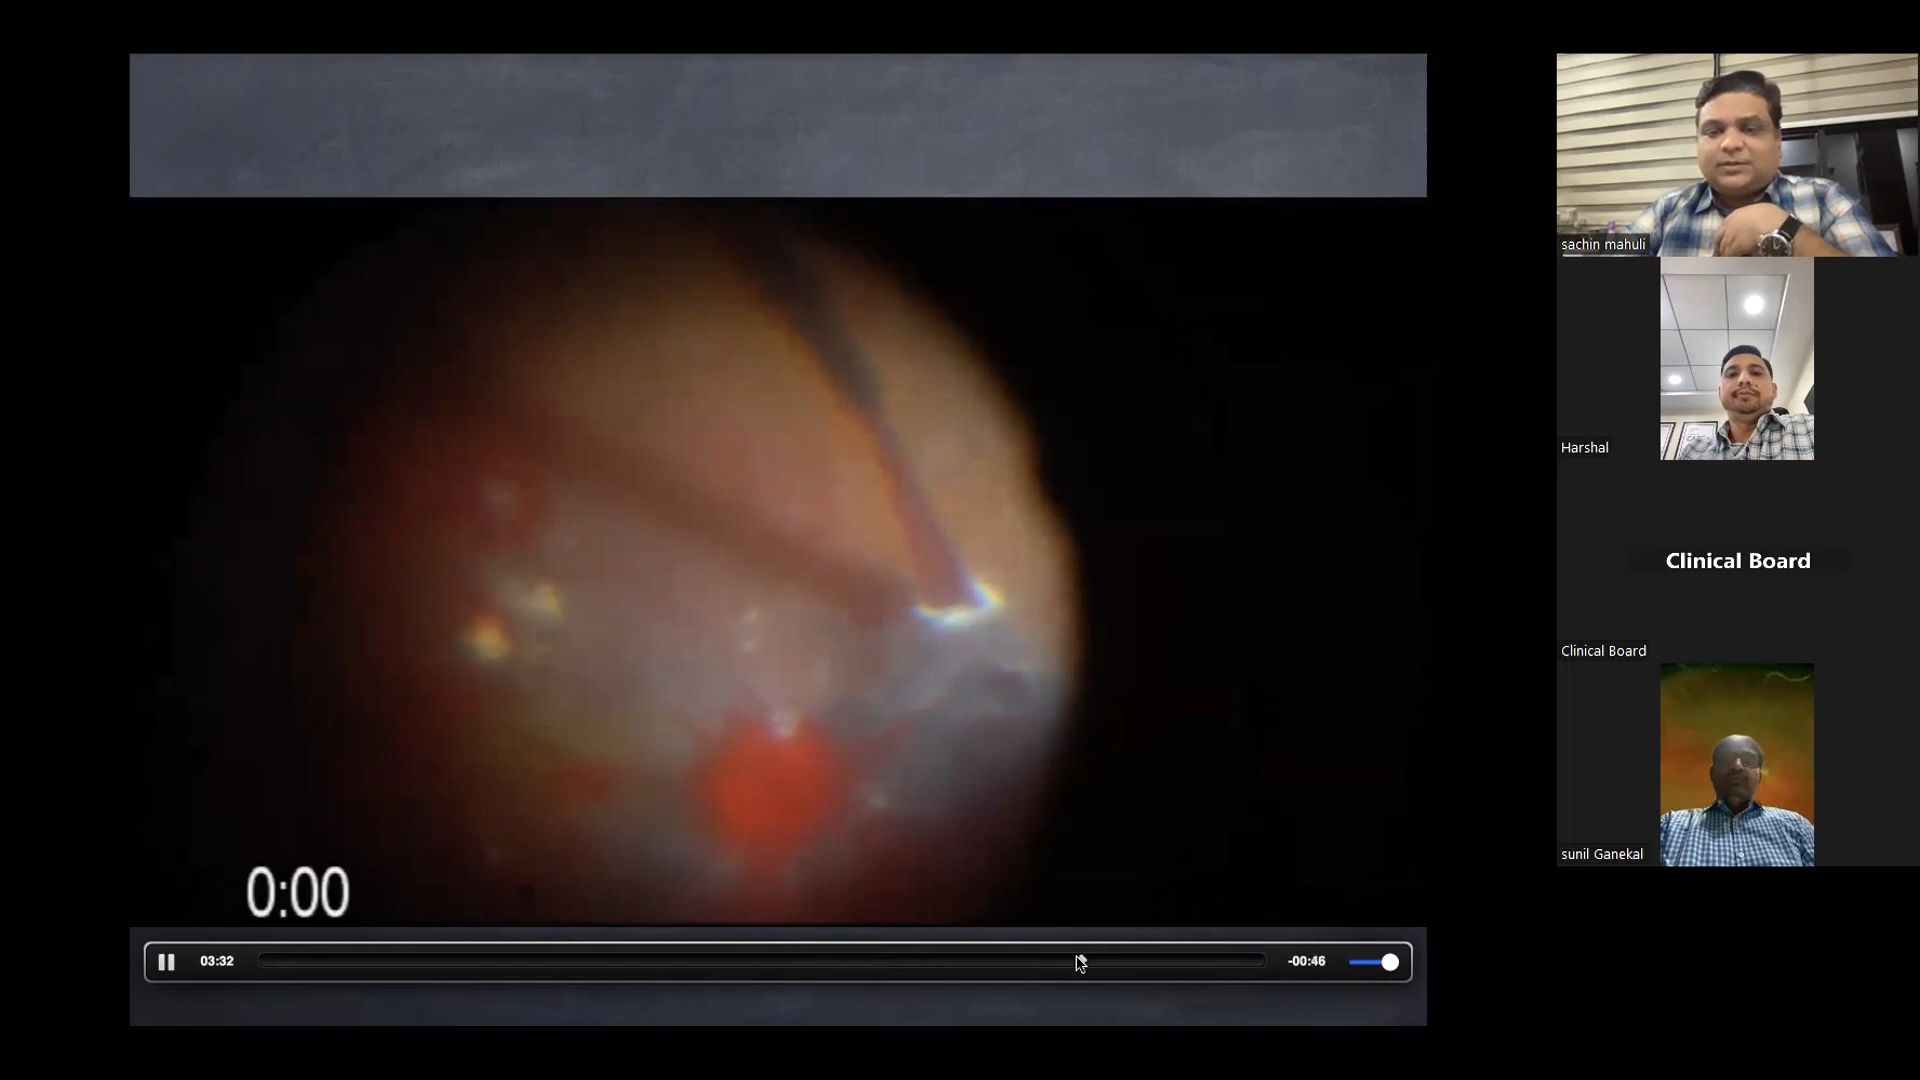 sachin mahuli
Harshal
Clinical Board
Clinical Board
sunil Ganekal
0:00
03:32
-00:46